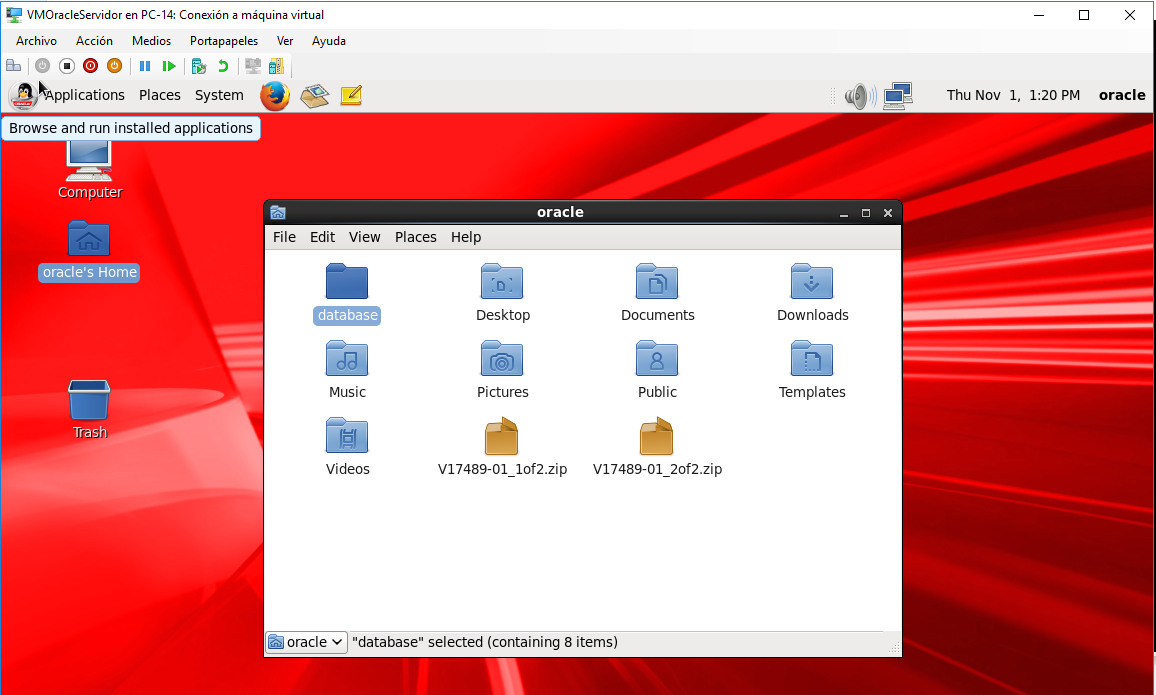 VMOracleServidor en PC-14: Conexión a máquina virtual
Archivo Acción Medios Portapapeles Ver Ayuda
Applications Places System Thu Nov 1, 1:20 PM oracle
Browse and run installed applications
Computer
oracle's Home
Trash
oracle
File Edit View Places Help
database Desktop Documents Downloads
Music Pictures Public Templates
Videos V17489-01_1of2.zip V17489-01_2of2.zip
oracle "database" selected (containing 8 items)